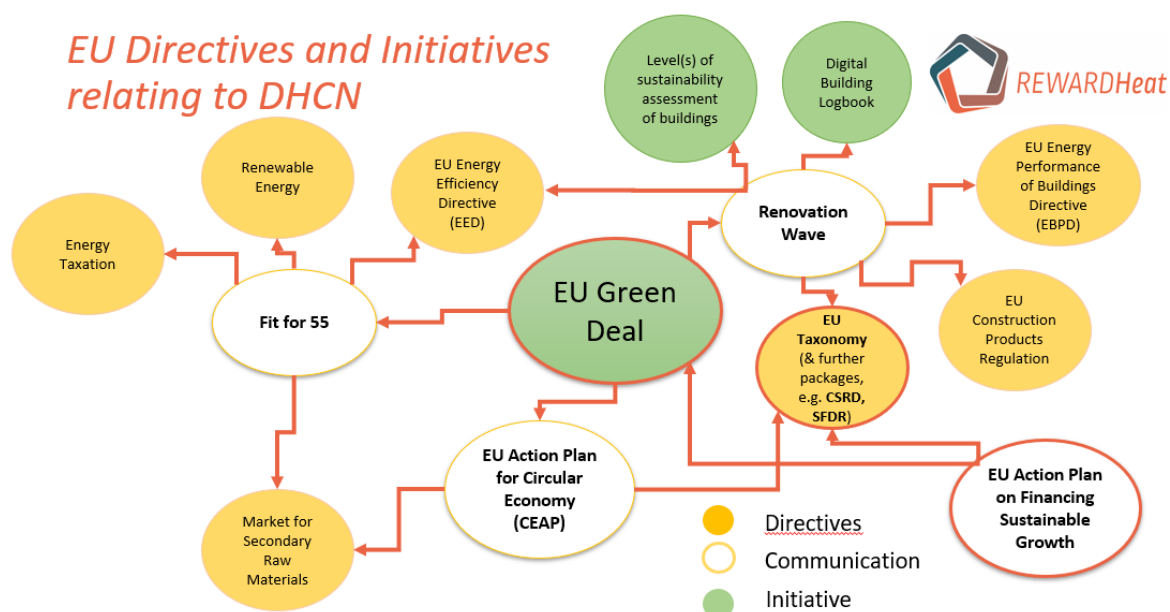 EU Directives and Initiatives
relating to DHCN
Level(s) of
sustainability
assessment
of buildings
Digital
Building
Logbook
REWARDHeat
Renewable
Energy
EU Energy
Efficiency
Directive
(EED)
EU Energy
Performance
of Buildings
Directive
(EBPD)
Energy
Taxation
Renovation
Wave
Fit for 55
EU Green
Deal
EU
Taxonomy
(& further
packages,
e.g. CSRD,
SFDR)
EU
Construction
Products
Regulation
EU Action Plan
for Circular
Economy
(CEAP)
EU Action Plan
on Financing
Sustainable
Growth
Market for
Secondary
Raw
Materials
Directives
Communication
Initiative